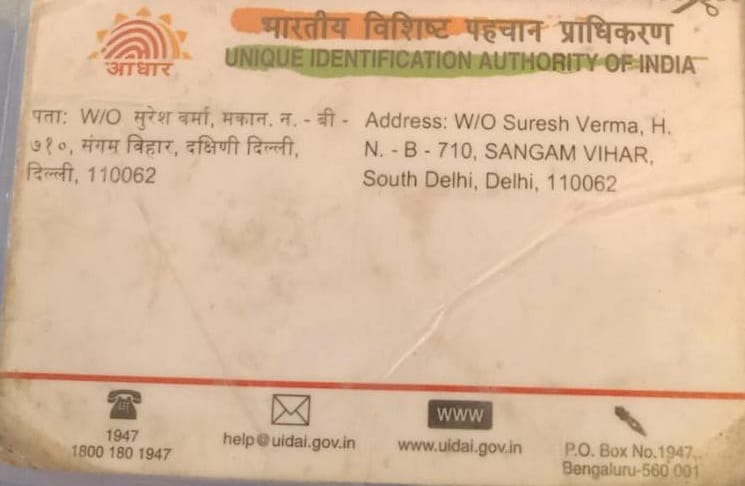 भारतीय विशिष्ट पहचान प्राधिकरण
UNIQUE IDENTIFICATION AUTHORITY OF INDIA
आधार
पता: W/O सुरेश वर्मा, मकान. न. - बी -
७१०, संगम विहार, दक्षिणी दिल्ली,
दिल्ली, 110062
Address: W/O Suresh Verma, H.
N. - B - 710, SANGAM VIHAR,
South Delhi, Delhi, 110062
1947
1800 180 1947
help@uidai.gov.in
WWW
www.uidai.gov.in
P.O. Box No.1947,
Bengaluru-560 001